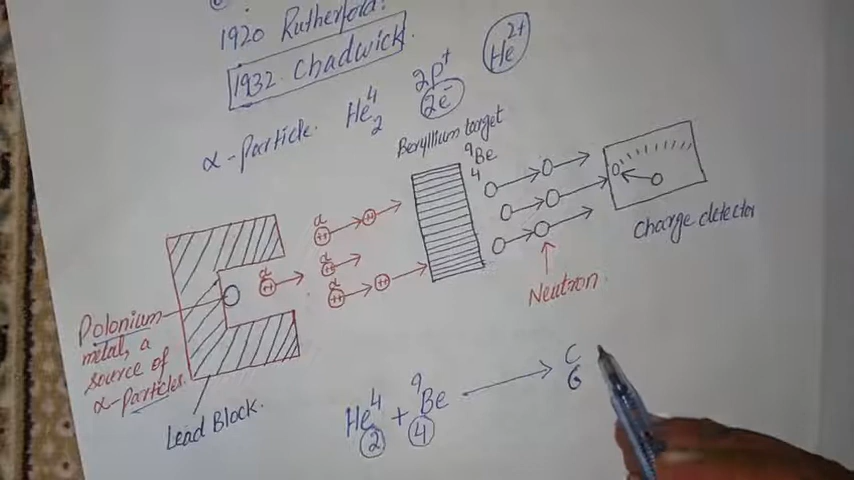 1920 Rutherford.
1932. Chadwick.
α-Particle. He 4 2 2p+ 2e- He2+
Beryllium target
9 4 Be
α ++ ++
α ++
α ++
α ++ ++
0
charge detector
Neutron
Polonium
metal, a
source of
α-particles.
Lead Block.
He 4 2 + 9 4 Be → C 6